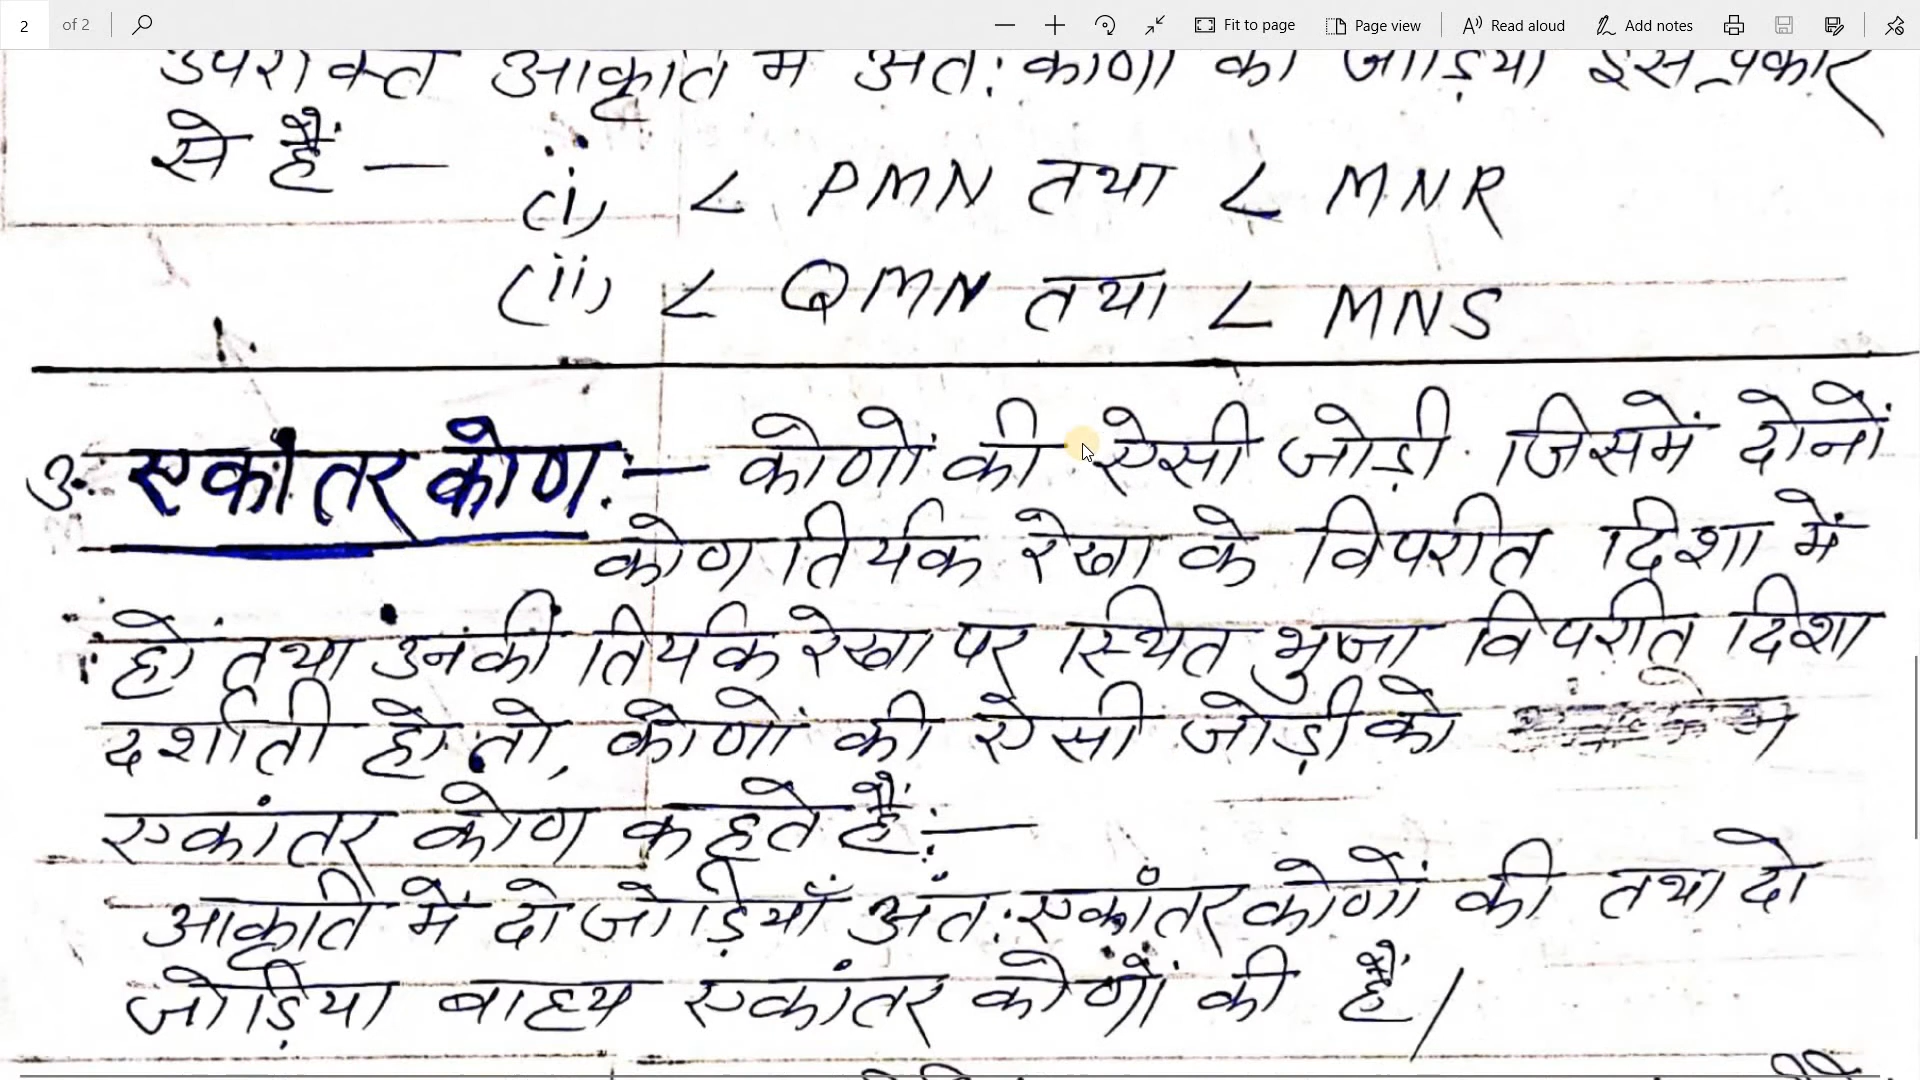 2 of 2 Fit to page Page view Read aloud Add notes
उपरोक्त आकृति में अंत: कोणों की जोड़ियाँ इस प्रकार
से हैं —
(i) ∠ PMN तथा ∠ MNR
(ii) ∠ QMN तथा ∠ MNS
3. एकांतर कोण :— कोणों की ऐसी जोड़ी जिसमें दोनों
कोण तिर्यक रेखा के विपरीत दिशा में
हों तथा उनकी तिर्यक रेखा पर स्थित भुजा विपरीत दिशा
दर्शाती हो तो, कोणों की ऐसी जोड़ी को
एकांतर कोण कहते हैं:—
आकृति में दो जोड़ियाँ अंत: एकांतर कोणों की तथा दो
जोड़िया बाह्य एकांतर कोणों की हैं /